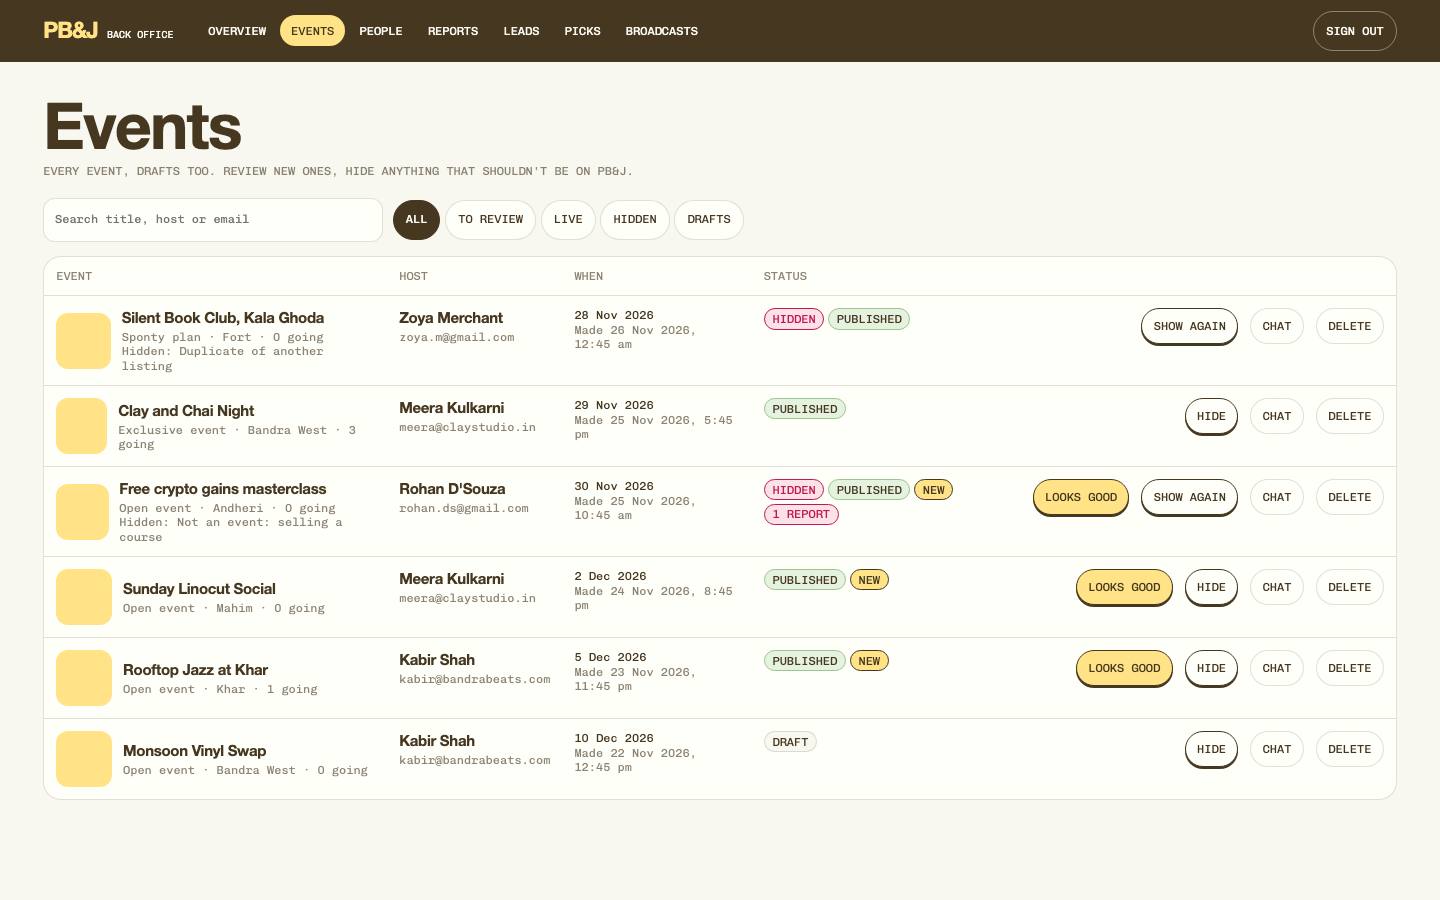 PB&J BACK OFFICE OVERVIEW EVENTS PEOPLE REPORTS LEADS PICKS BROADCASTS SIGN OUT
Events
EVERY EVENT, DRAFTS TOO. REVIEW NEW ONES, HIDE ANYTHING THAT SHOULDN'T BE ON PB&J.
Search title, host or email ALL TO REVIEW LIVE HIDDEN DRAFTS
EVENT HOST WHEN STATUS
Silent Book Club, Kala Ghoda
Sponty plan · Fort · 0 going
Hidden: Duplicate of another
listing
Zoya Merchant
zoya.m@gmail.com
28 Nov 2026
Made 26 Nov 2026,
12:45 am
HIDDEN PUBLISHED
SHOW AGAIN CHAT DELETE
Clay and Chai Night
Exclusive event · Bandra West · 3
going
Meera Kulkarni
meera@claystudio.in
29 Nov 2026
Made 25 Nov 2026, 5:45
pm
PUBLISHED
HIDE CHAT DELETE
Free crypto gains masterclass
Open event · Andheri · 0 going
Hidden: Not an event: selling a
course
Rohan D'Souza
rohan.ds@gmail.com
30 Nov 2026
Made 25 Nov 2026,
10:45 am
HIDDEN PUBLISHED NEW
1 REPORT
LOOKS GOOD SHOW AGAIN CHAT DELETE
Sunday Linocut Social
Open event · Mahim · 0 going
Meera Kulkarni
meera@claystudio.in
2 Dec 2026
Made 24 Nov 2026, 8:45
pm
PUBLISHED NEW
LOOKS GOOD HIDE CHAT DELETE
Rooftop Jazz at Khar
Open event · Khar · 1 going
Kabir Shah
kabir@bandrabeats.com
5 Dec 2026
Made 23 Nov 2026,
11:45 pm
PUBLISHED NEW
LOOKS GOOD HIDE CHAT DELETE
Monsoon Vinyl Swap
Open event · Bandra West · 0 going
Kabir Shah
kabir@bandrabeats.com
10 Dec 2026
Made 22 Nov 2026,
12:45 pm
DRAFT
HIDE CHAT DELETE